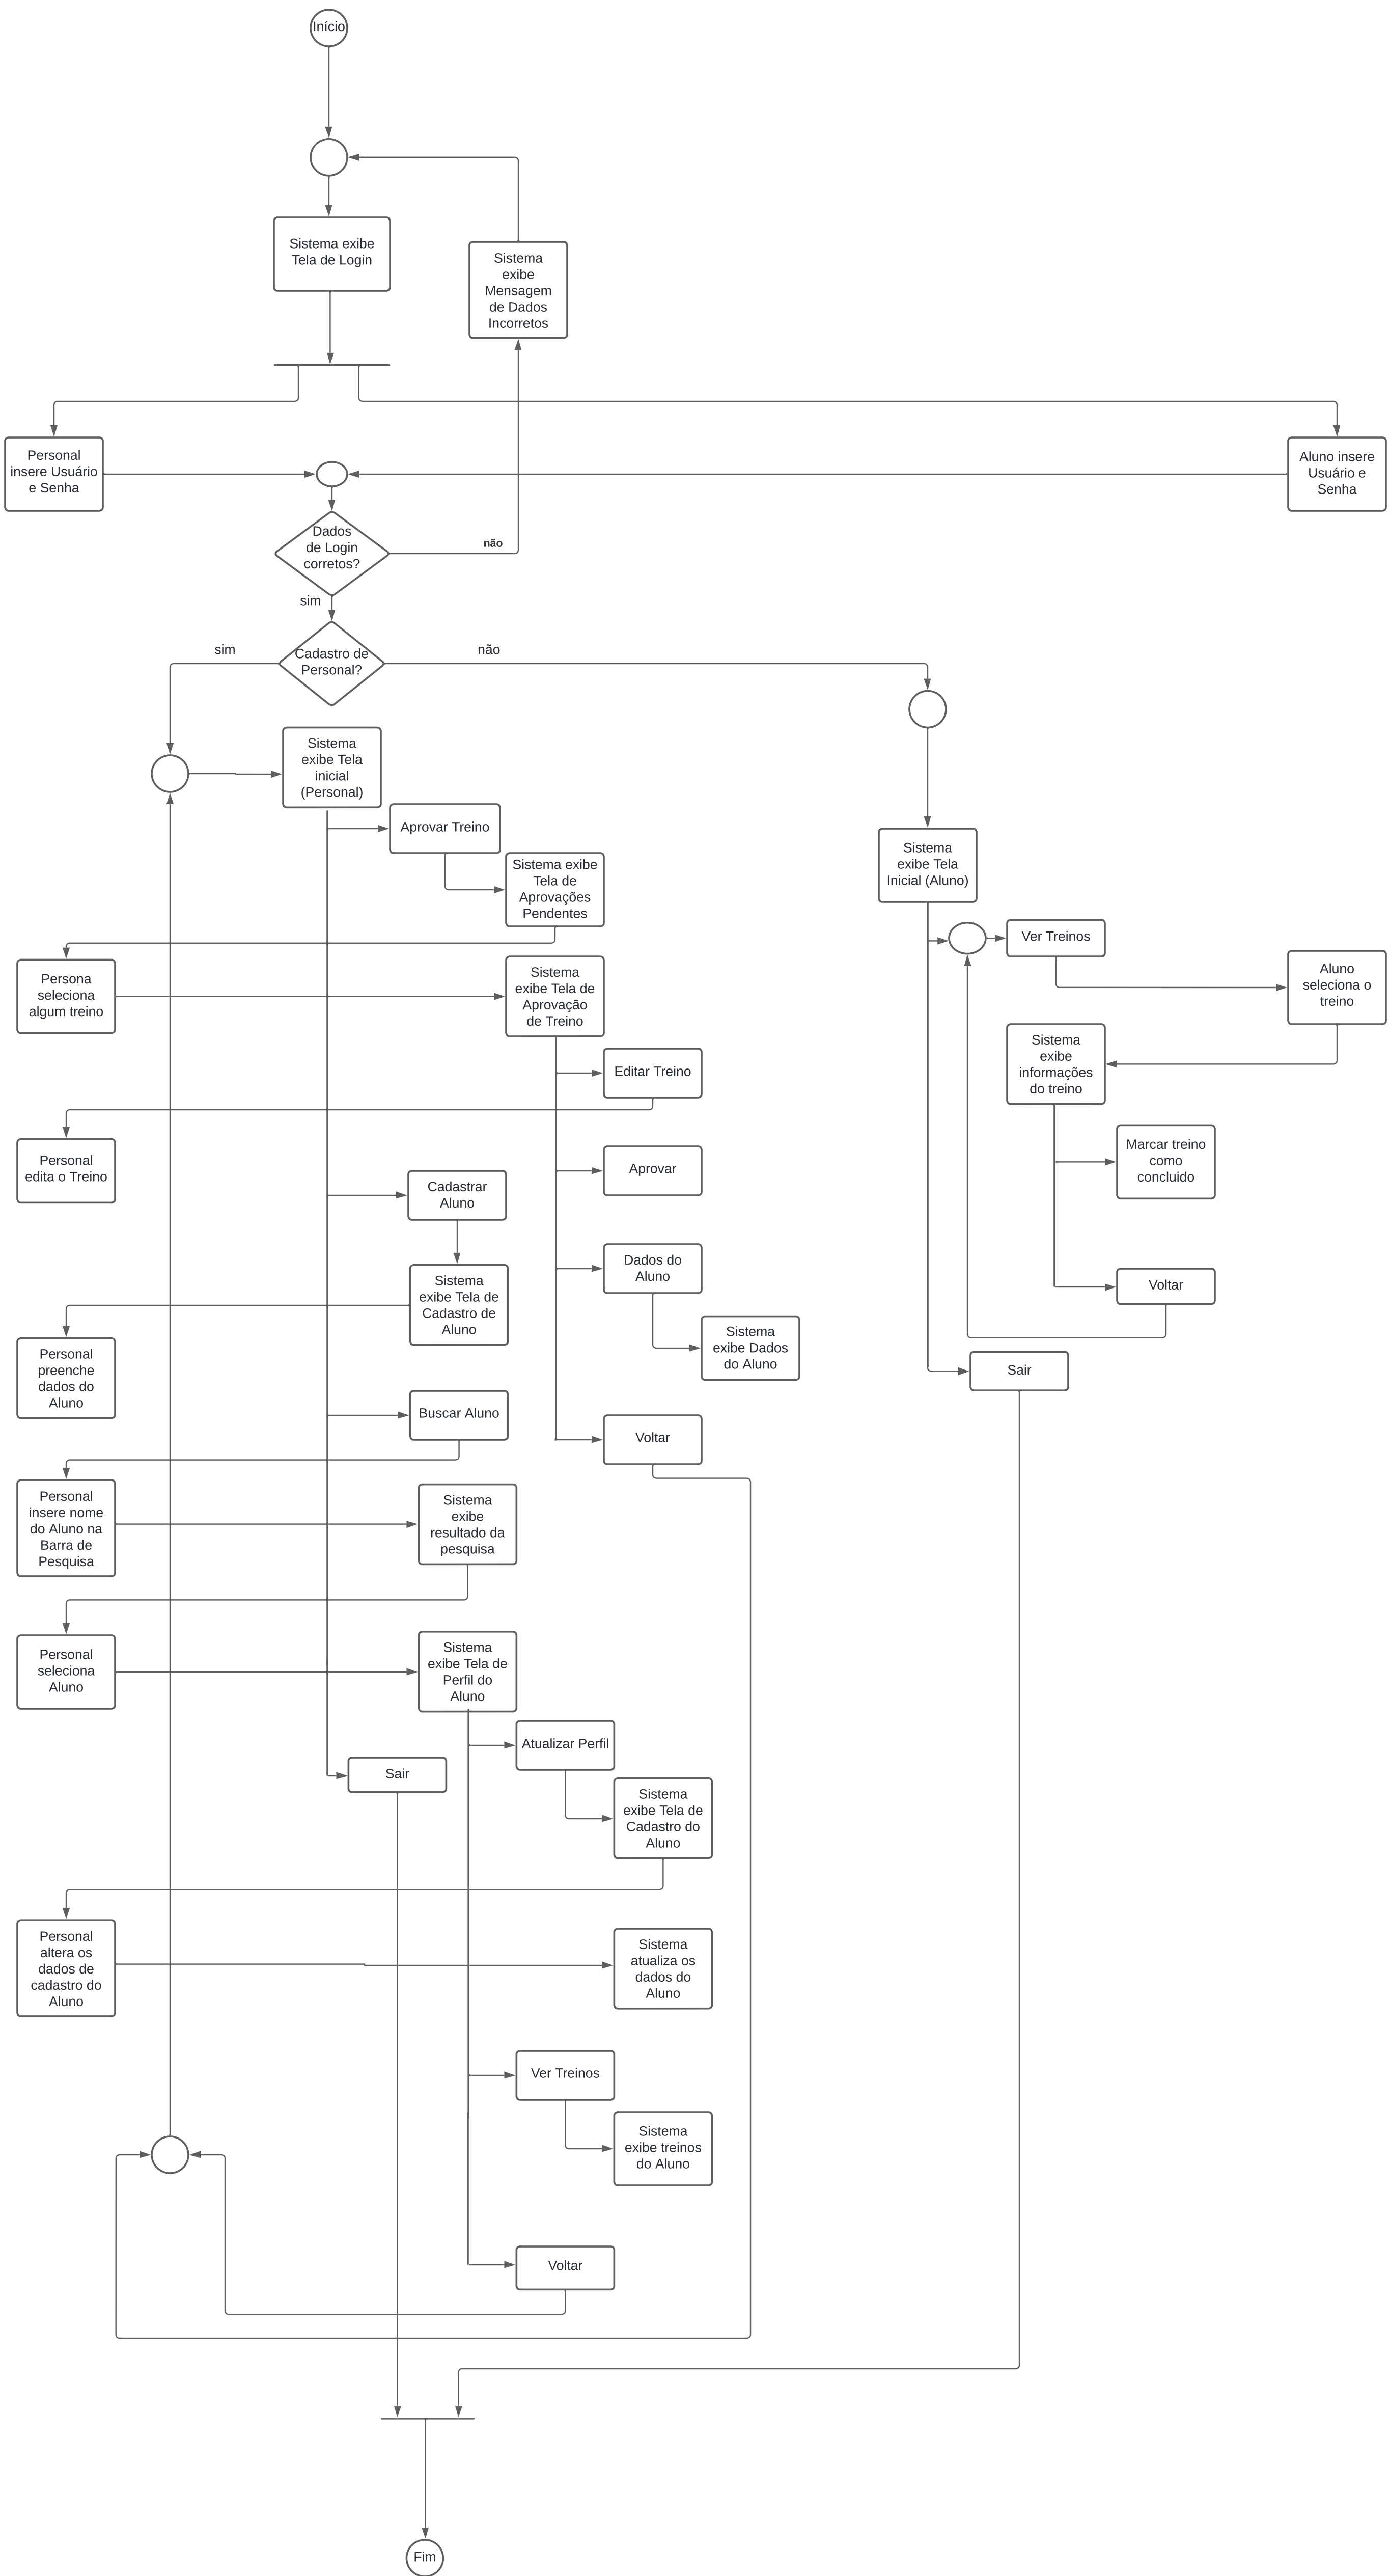 Início
Sistema exibe
Tela de Login
Sistema
exibe
Mensagem
de Dados
Incorretos
Personal
insere Usuário
e Senha
Aluno insere
Usuário e
Senha
Dados
de Login
corretos?
não
sim
Cadastro de
Personal?
sim
não
Sistema
exibe Tela
inicial
(Personal)
Aprovar Treino
Sistema exibe
Tela de
Aprovações
Pendentes
Sistema
exibe Tela
Inicial (Aluno)
Ver Treinos
Aluno
seleciona o
treino
Persona
seleciona
algum treino
Sistema
exibe Tela de
Aprovação
de Treino
Sistema
exibe
informações
do treino
Editar Treino
Personal
edita o Treino
Aprovar
Marcar treino
como
concluido
Cadastrar
Aluno
Dados do
Aluno
Sistema
exibe Tela de
Cadastro de
Aluno
Voltar
Sistema
exibe Dados
do Aluno
Personal
preenche
dados do
Aluno
Sair
Buscar Aluno
Voltar
Personal
insere nome
do Aluno na
Barra de
Pesquisa
Sistema
exibe
resultado da
pesquisa
Personal
seleciona
Aluno
Sistema
exibe Tela de
Perfil do
Aluno
Atualizar Perfil
Sair
Sistema
exibe Tela de
Cadastro do
Aluno
Personal
altera os
dados de
cadastro do
Aluno
Sistema
atualiza os
dados do
Aluno
Ver Treinos
Sistema
exibe treinos
do Aluno
Voltar
Fim